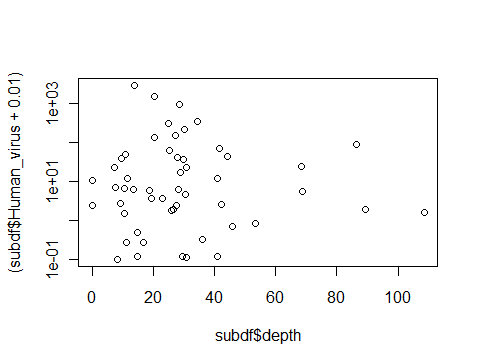 (subdf$Human_virus + 0.01)
1e+03
1e+01
1e-01
0 20 40 60 80 100
subdf$depth